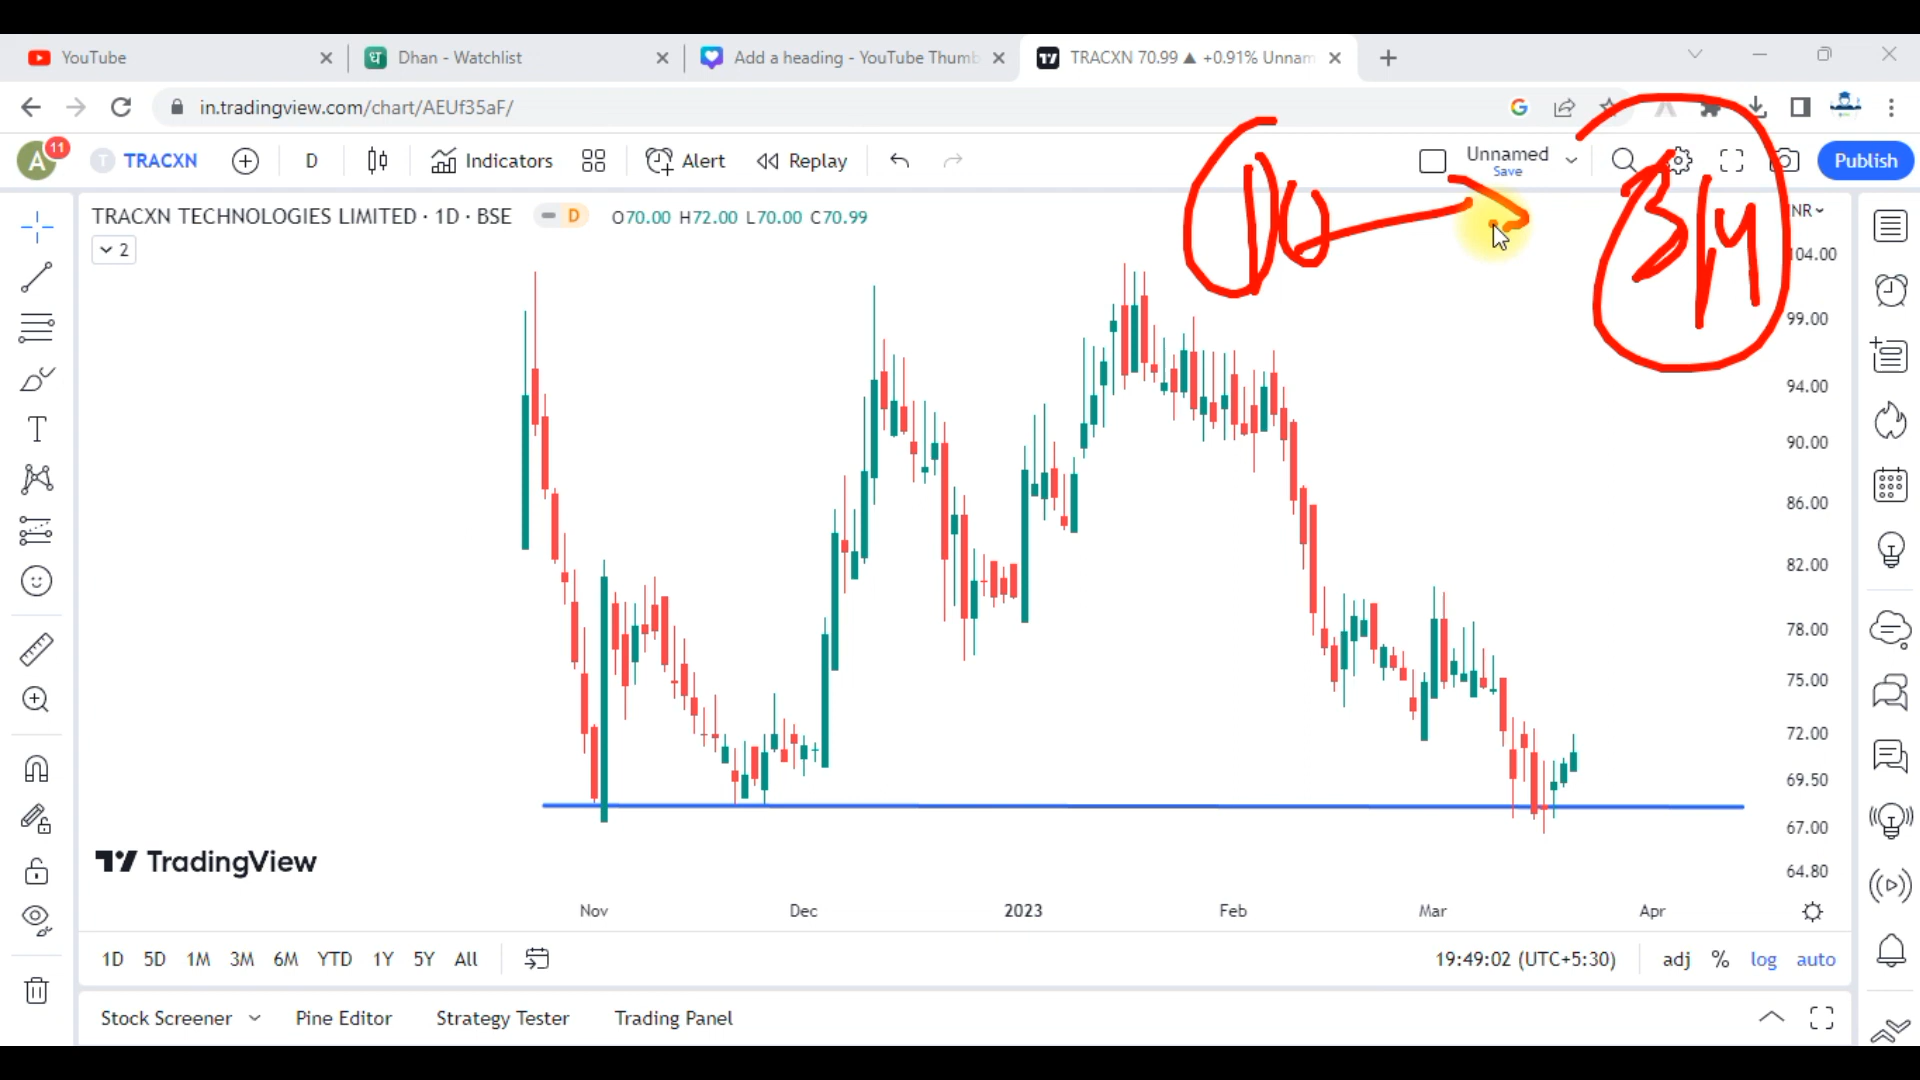 YouTube
Dhan - Watchlist
Add a heading - YouTube Thumb
TRACXN 70.99 ▲ +0.91% Unnam
in.tradingview.com/chart/AEUf35aF/
A 11
T TRACXN
D
Indicators
Alert
Replay
Unnamed
Save
Publish
TRACXN TECHNOLOGIES LIMITED · 1D · BSE
D
O70.00 H72.00 L70.00 C70.99
2
NR
104.00
99.00
94.00
90.00
86.00
82.00
78.00
75.00
72.00
69.50
67.00
64.80
TradingView
Nov Dec 2023 Feb Mar Apr
1D 5D 1M 3M 6M YTD 1Y 5Y All
19:49:02 (UTC+5:30)
adj % log auto
Stock Screener Pine Editor Strategy Tester Trading Panel